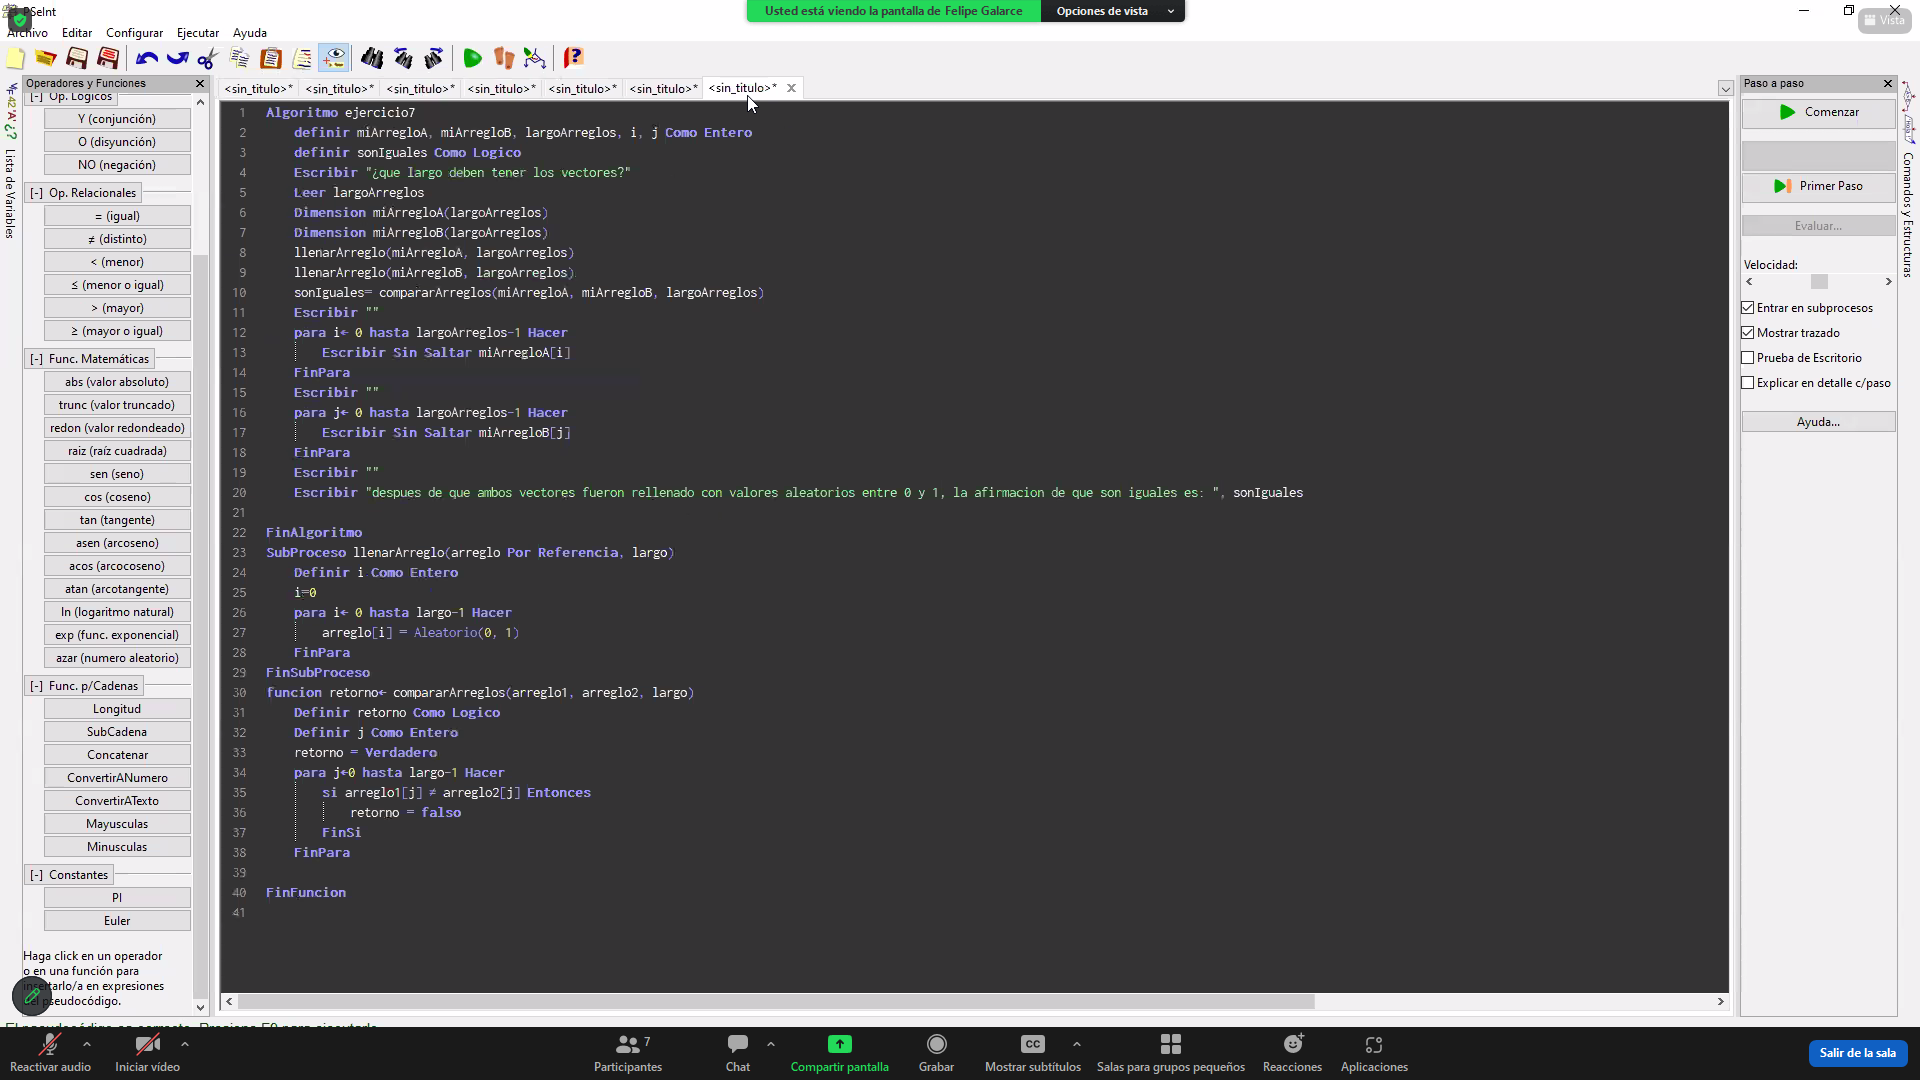 PSeInt
Usted está viendo la pantalla de Felipe Galarce
Opciones de vista
Vista
Archivo Editar Configurar Ejecutar Ayuda
Operadores y Funciones
<sin_titulo>* <sin_titulo>* <sin_titulo>* <sin_titulo>* <sin_titulo>* <sin_titulo>* <sin_titulo>*
Lista de Variables
[-] Op. Logicos
Y (conjunción)
O (disyunción)
NO (negación)
[-] Op. Relacionales
= (igual)
≠ (distinto)
< (menor)
≤ (menor o igual)
> (mayor)
≥ (mayor o igual)
[-] Func. Matemáticas
abs (valor absoluto)
trunc (valor truncado)
redon (valor redondeado)
raiz (raíz cuadrada)
sen (seno)
cos (coseno)
tan (tangente)
asen (arcoseno)
acos (arcocoseno)
atan (arcotangente)
ln (logaritmo natural)
exp (func. exponencial)
azar (numero aleatorio)
[-] Func. p/Cadenas
Longitud
SubCadena
Concatenar
ConvertirANumero
ConvertirATexto
Mayusculas
Minusculas
[-] Constantes
PI
Euler
Haga click en un operador
o en una función para
insertarlo/a en expresiones
pseudocódigo.
1 Algoritmo ejercicio7
2 definir miArregloA, miArregloB, largoArreglos, i, j Como Entero
3 definir sonIguales Como Logico
4 Escribir "¿que largo deben tener los vectores?"
5 Leer largoArreglos
6 Dimension miArregloA(largoArreglos)
7 Dimension miArregloB(largoArreglos)
8 llenarArreglo(miArregloA, largoArreglos)
9 llenarArreglo(miArregloB, largoArreglos)
10 sonIguales= compararArreglos(miArregloA, miArregloB, largoArreglos)
11 Escribir ""
12 para i← 0 hasta largoArreglos-1 Hacer
13 Escribir Sin Saltar miArregloA[i]
14 FinPara
15 Escribir ""
16 para j← 0 hasta largoArreglos-1 Hacer
17 Escribir Sin Saltar miArregloB[j]
18 FinPara
19 Escribir ""
20 Escribir "despues de que ambos vectores fueron rellenado con valores aleatorios entre 0 y 1, la afirmacion de que son iguales es: ", sonIguales
21
22 FinAlgoritmo
23 SubProceso llenarArreglo(arreglo Por Referencia, largo)
24 Definir i Como Entero
25 i=0
26 para i← 0 hasta largo-1 Hacer
27 arreglo[i] = Aleatorio(0, 1)
28 FinPara
29 FinSubProceso
30 funcion retorno← compararArreglos(arreglo1, arreglo2, largo)
31 Definir retorno Como Logico
32 Definir j Como Entero
33 retorno = Verdadero
34 para j←0 hasta largo-1 Hacer
35 si arreglo1[j] ≠ arreglo2[j] Entonces
36 retorno = falso
37 FinSi
38 FinPara
39
40 FinFuncion
41
Paso a paso
Comenzar
Primer Paso
Evaluar...
Velocidad:
Entrar en subprocesos
Mostrar trazado
Prueba de Escritorio
Explicar en detalle c/paso
Ayuda...
Comandos y Estructuras
El pseudocódigo es correcto. Presione F9 para ejecutarlo.
Reactivar audio
Iniciar vídeo
7
Participantes
Chat
Compartir pantalla
Grabar
CC
Mostrar subtítulos
Salas para grupos pequeños
Reacciones
Aplicaciones
Salir de la sala